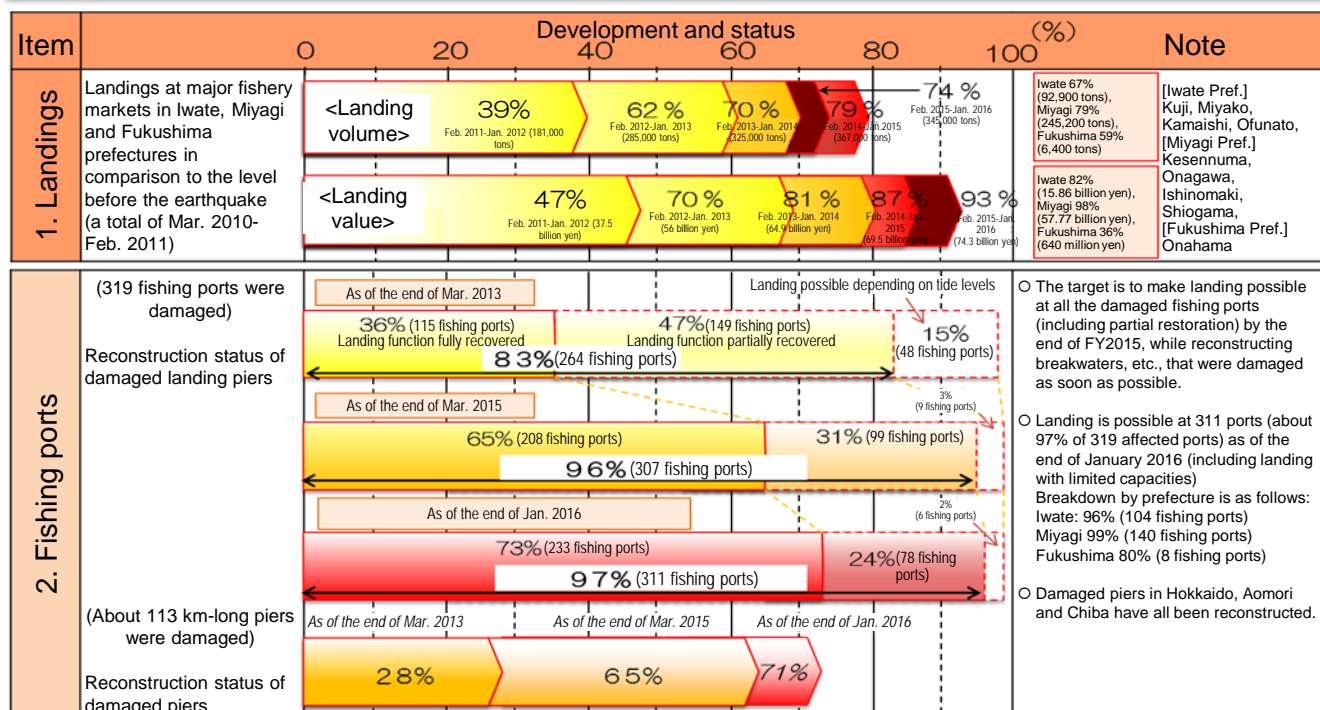 Item
Development and status
(%)
0 20 40 60 80 100
Note
1. Landings
Landings at major fishery
markets in Iwate, Miyagi
and Fukushima
prefectures in
comparison to the level
before the earthquake
(a total of Mar. 2010-
Feb. 2011)
<Landing
volume>
39%
Feb. 2011-Jan. 2012 (181,000
tons)
62 %
Feb. 2012-Jan. 2013
(285,000 tons)
70 %
Feb. 2013-Jan. 2014
(325,000 tons)
79 %
Feb. 2014-Jan.2015
(367,000 tons)
74 %
Feb. 2015-Jan. 2016
(345,000 tons)
<Landing
value>
47%
Feb. 2011-Jan. 2012 (37.5
billion yen)
70 %
Feb. 2012-Jan. 2013
(56 billion yen)
81 %
Feb. 2013-Jan. 2014
(64.9 billion yen)
87 %
Feb. 2014-Jan.
2015
(69.5 billion yen)
93 %
Feb. 2015-Jan.
2016
(74.3 billion yen)
Iwate 67%
(92,900 tons),
Miyagi 79%
(245,200 tons),
Fukushima 59%
(6,400 tons)
Iwate 82%
(15.86 billion yen),
Miyagi 98%
(57.77 billion yen),
Fukushima 36%
(640 million yen)
[Iwate Pref.]
Kuji, Miyako,
Kamaishi, Ofunato,
[Miyagi Pref.]
Kesennuma,
Onagawa,
Ishinomaki,
Shiogama,
[Fukushima Pref.]
Onahama
2. Fishing ports
(319 fishing ports were
damaged)
Reconstruction status of
damaged landing piers
As of the end of Mar. 2013
Landing possible depending on tide levels
36% (115 fishing ports)
Landing function fully recovered
47%(149 fishing ports)
Landing function partially recovered
15%
(48 fishing ports)
83%(264 fishing ports)
As of the end of Mar. 2015
3%
(9 fishing ports)
65% (208 fishing ports)
31% (99 fishing ports)
96% (307 fishing ports)
As of the end of Jan. 2016
2%
(6 fishing ports)
73%(233 fishing ports)
24%(78 fishing
ports)
97% (311 fishing ports)
(About 113 km-long piers
were damaged)
Reconstruction status of
damaged piers
As of the end of Mar. 2013
As of the end of Mar. 2015
As of the end of Jan. 2016
28%
65%
71%
○ The target is to make landing possible
at all the damaged fishing ports
(including partial restoration) by the
end of FY2015, while reconstructing
breakwaters, etc., that were damaged
as soon as possible.
○ Landing is possible at 311 ports (about
97% of 319 affected ports) as of the
end of January 2016 (including landing
with limited capacities)
Breakdown by prefecture is as follows:
Iwate: 96% (104 fishing ports)
Miyagi 99% (140 fishing ports)
Fukushima 80% (8 fishing ports)
○ Damaged piers in Hokkaido, Aomori
and Chiba have all been reconstructed.